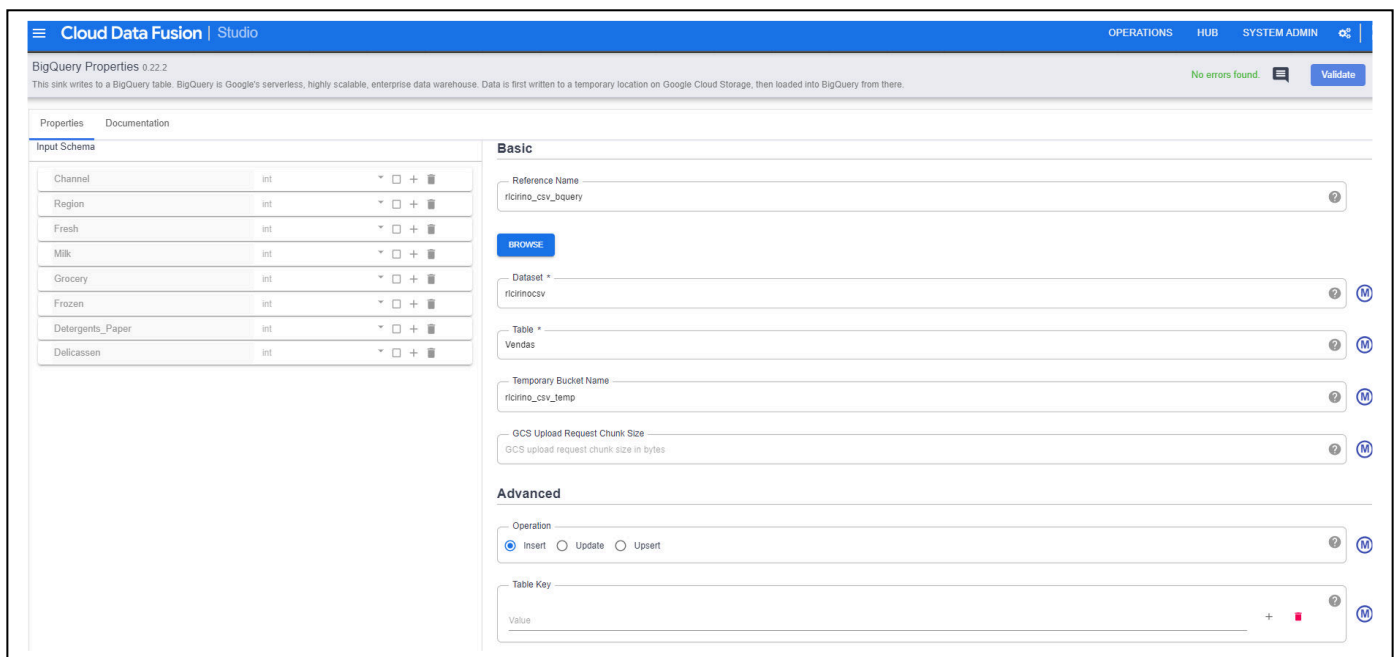 Cloud Data Fusion | Studio
OPERATIONS HUB SYSTEM ADMIN
BigQuery Properties 0.22.2
This sink writes to a BigQuery table. BigQuery is Google's serverless, highly scalable, enterprise data warehouse. Data is first written to a temporary location on Google Cloud Storage, then loaded into BigQuery from there.
No errors found.
Validate
Properties Documentation
Input Schema
Channel int
Region int
Fresh int
Milk int
Grocery int
Frozen int
Detergents_Paper int
Delicassen int
Basic
Reference Name
rlcirino_csv_bquery
BROWSE
Dataset *
rlcirinocsv
M
Table *
Vendas
M
Temporary Bucket Name
rlcirino_csv_temp
M
GCS Upload Request Chunk Size
GCS upload request chunk size in bytes
M
Advanced
Operation
Insert Update Upsert
M
Table Key
Value
M